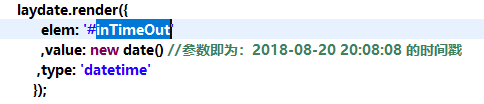 laydate.render({
elem: '#inTimeOut'
,value: new date() //参数即为：2018-08-20 20:08:08 的时间戳
,type: 'datetime'
});